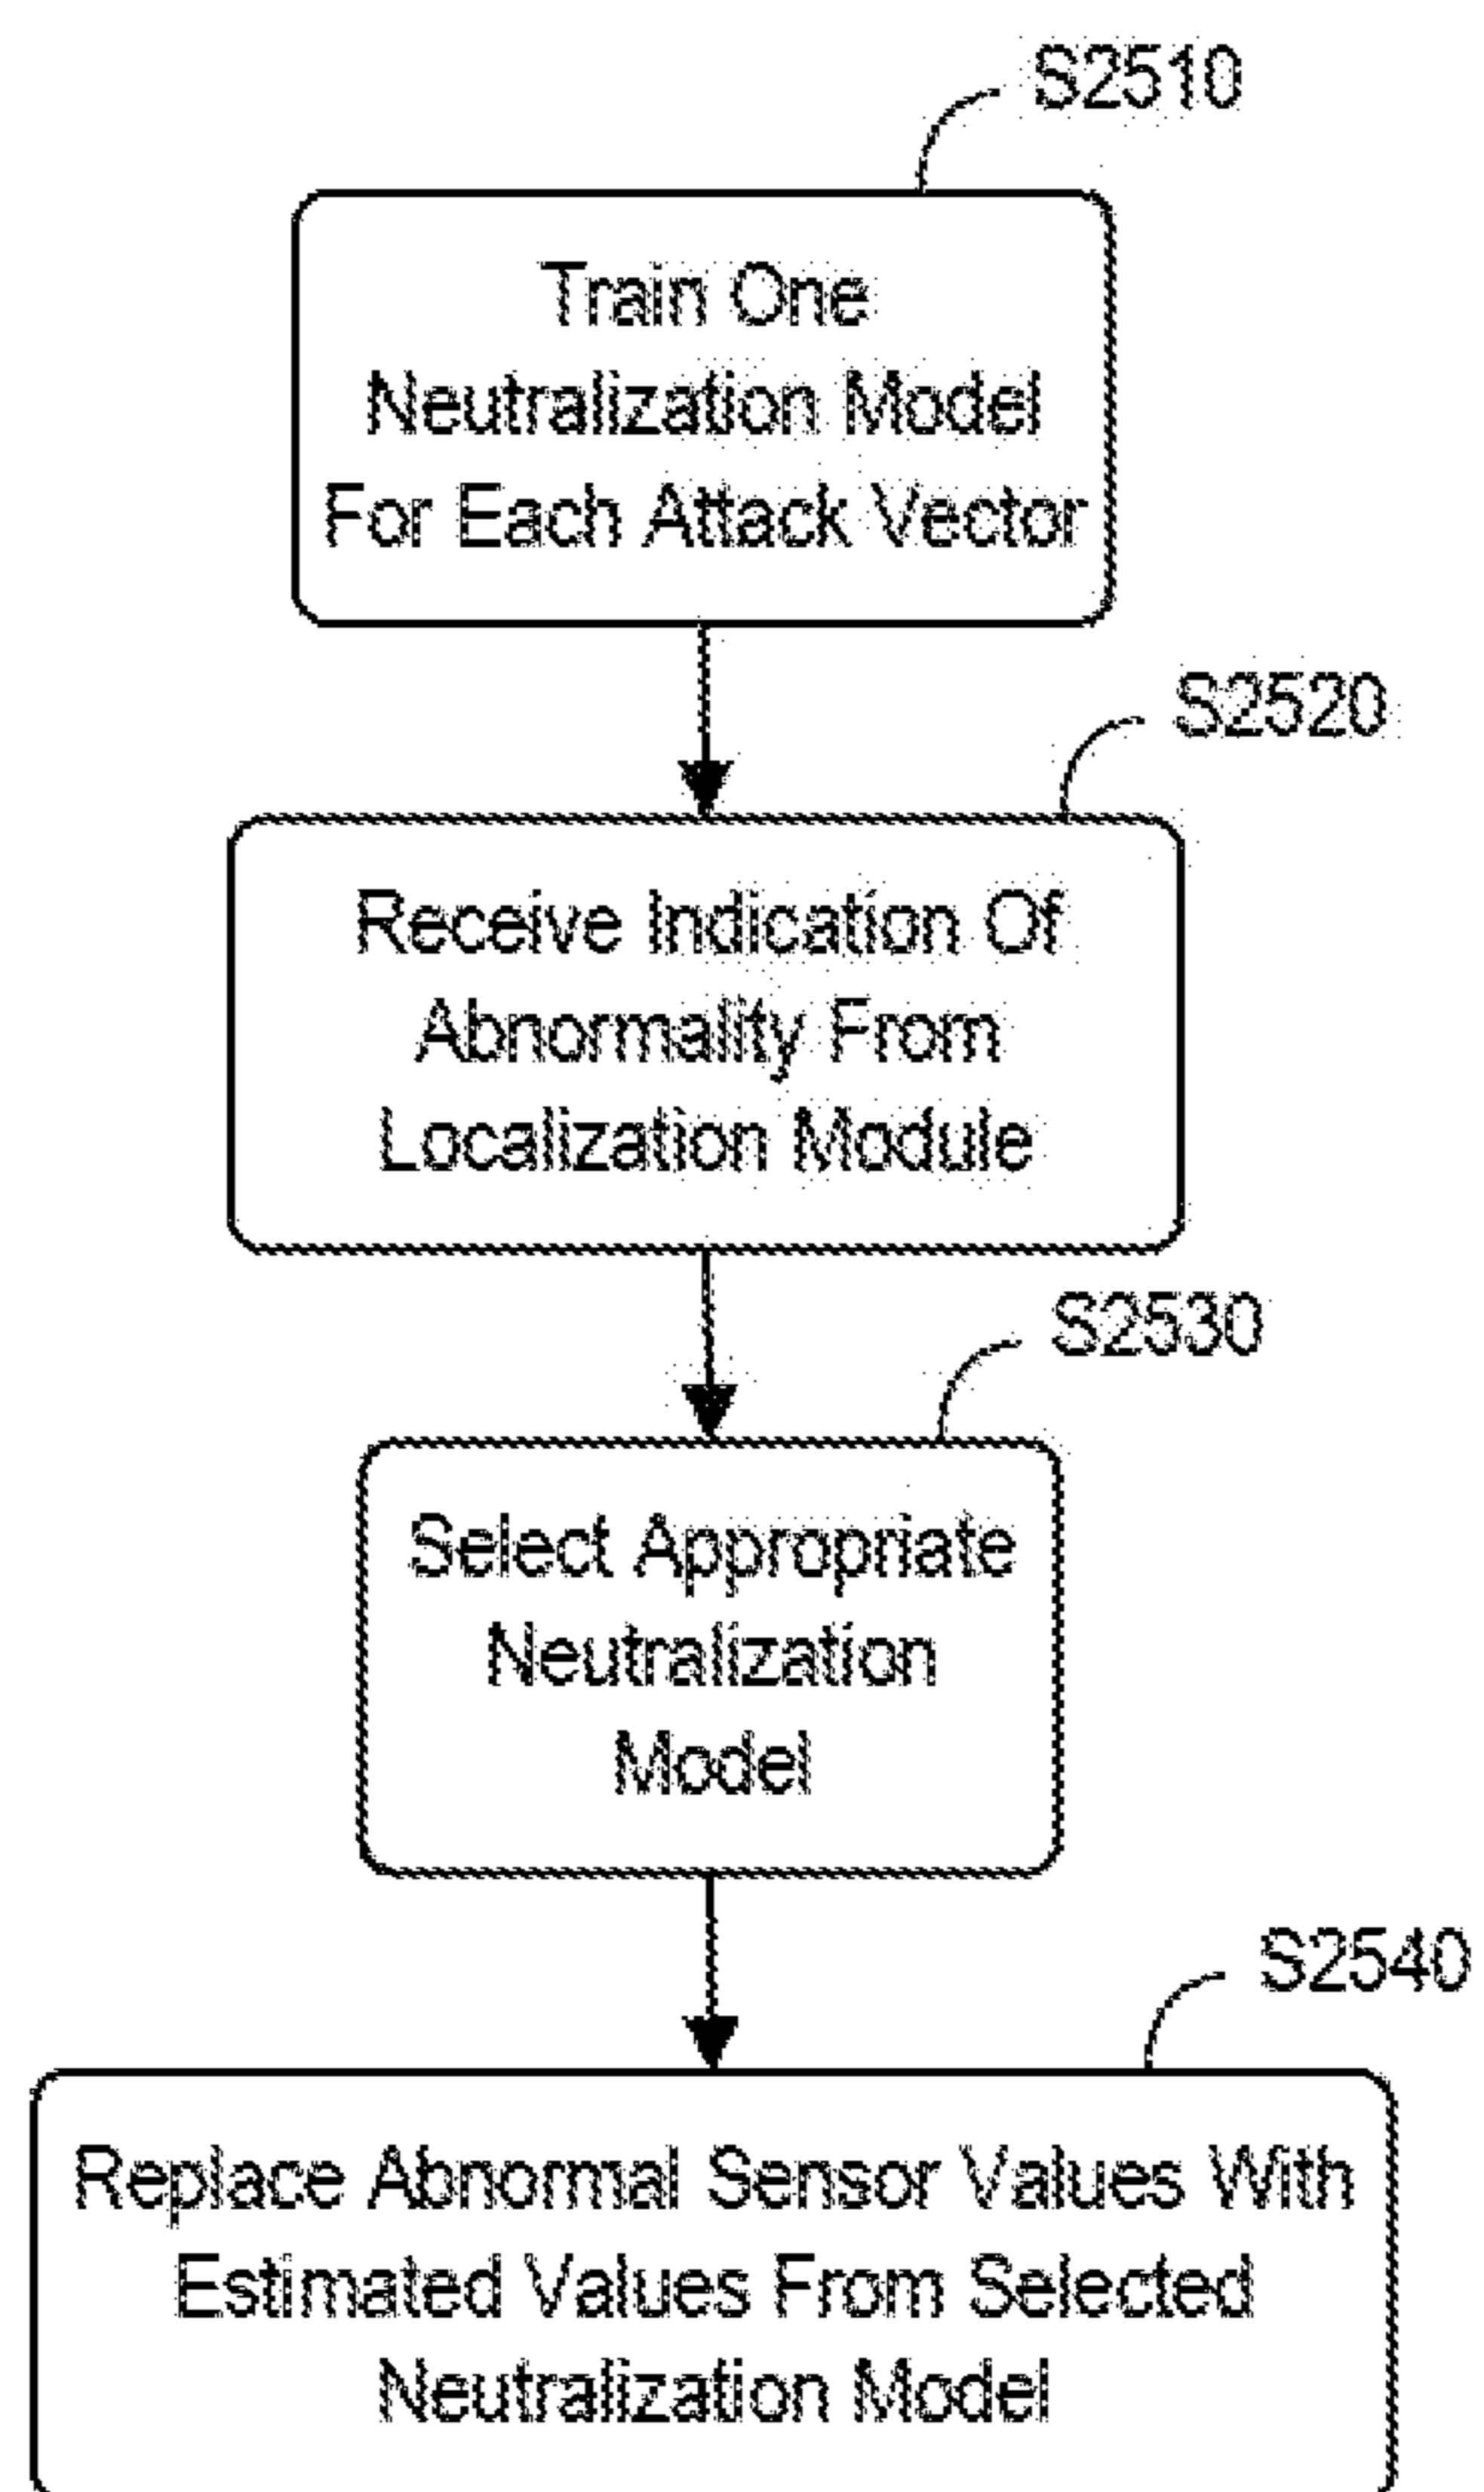 S2510
Train One
Neutralization Model
For Each Attack Vector
S2520
Receive Indication Of
Abnormality From
Localization Module
S2530
Select Appropriate
Neutralization
Model
S2540
Replace Abnormal Sensor Values With
Estimated Values From Selected
Neutralization Model